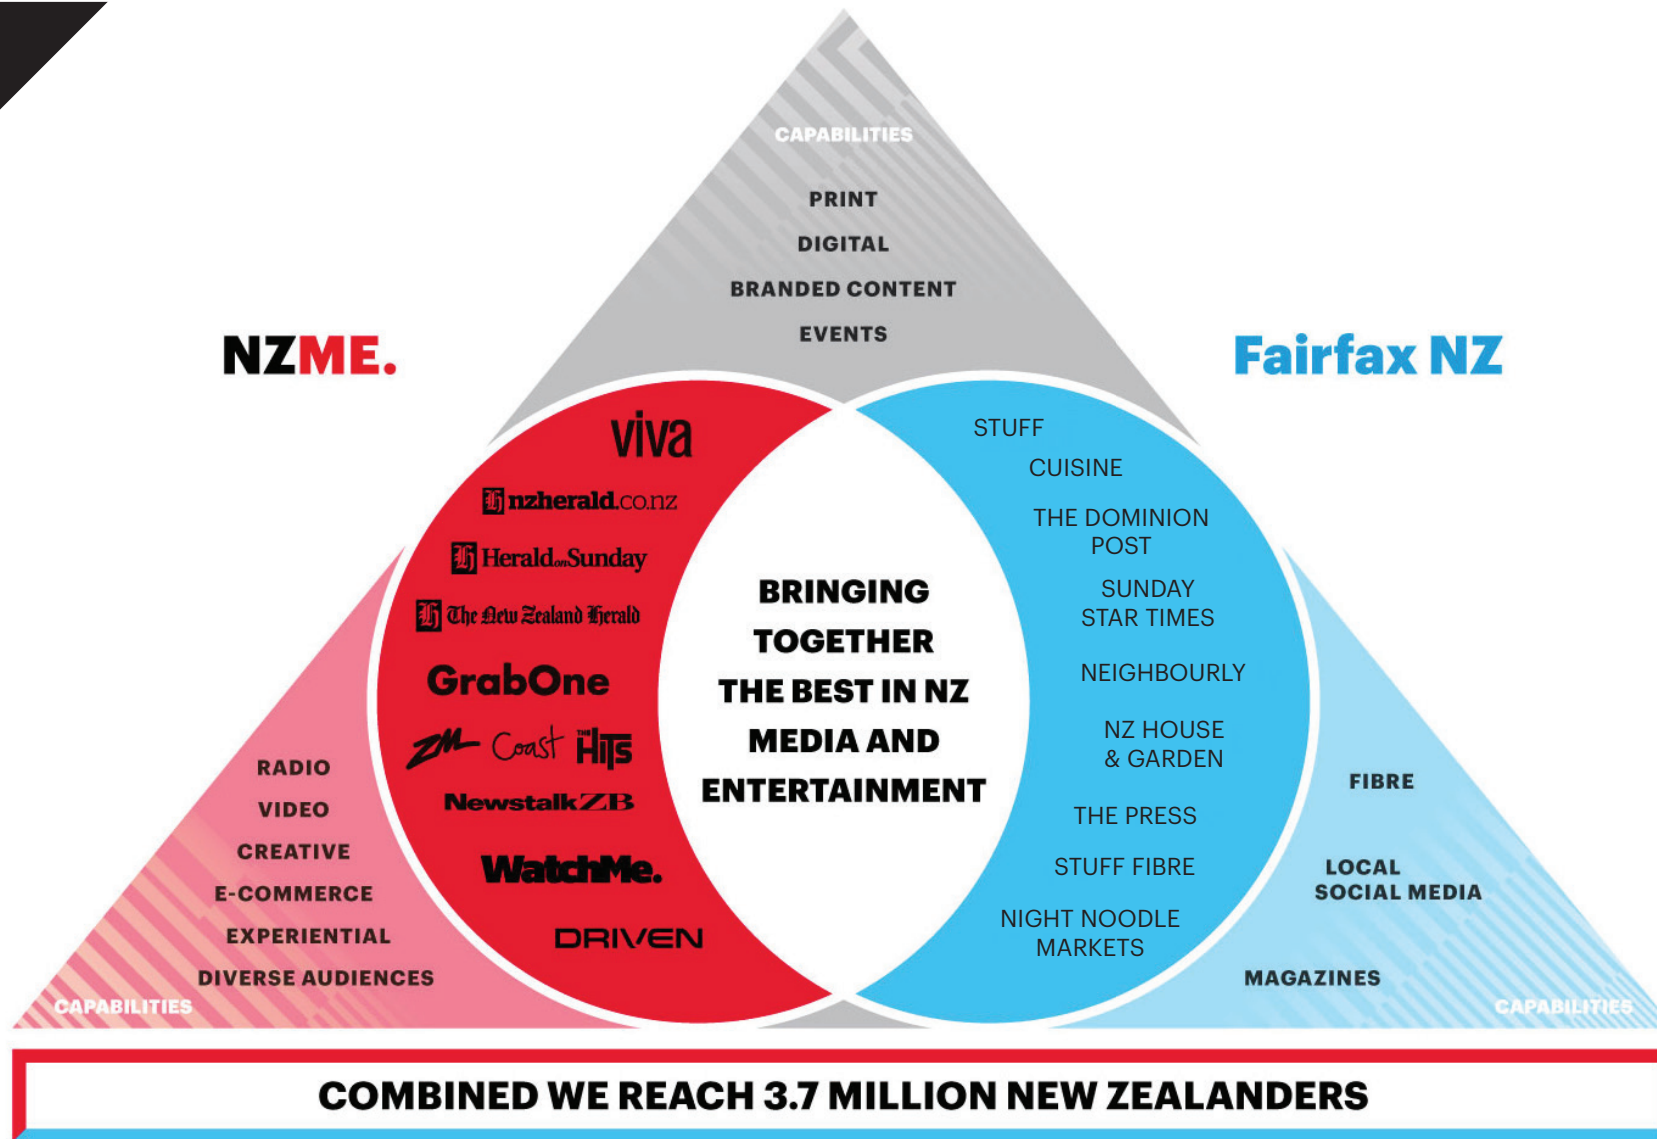 CAPABILITIES
PRINT
DIGITAL
BRANDED CONTENT
EVENTS
NZME.
Fairfax NZ
viva
nzherald.co.nz
Herald on Sunday
The New Zealand Herald
GrabOne
ZM Coast THE HITS
Newstalk ZB
WatchMe.
DRIVEN
BRINGING
TOGETHER
THE BEST IN NZ
MEDIA AND
ENTERTAINMENT
STUFF
CUISINE
THE DOMINION
POST
SUNDAY
STAR TIMES
NEIGHBOURLY
NZ HOUSE
& GARDEN
THE PRESS
STUFF FIBRE
NIGHT NOODLE
MARKETS
RADIO
VIDEO
CREATIVE
E-COMMERCE
EXPERIENTIAL
DIVERSE AUDIENCES
CAPABILITIES
FIBRE
LOCAL
SOCIAL MEDIA
MAGAZINES
CAPABILITIES
COMBINED WE REACH 3.7 MILLION NEW ZEALANDERS